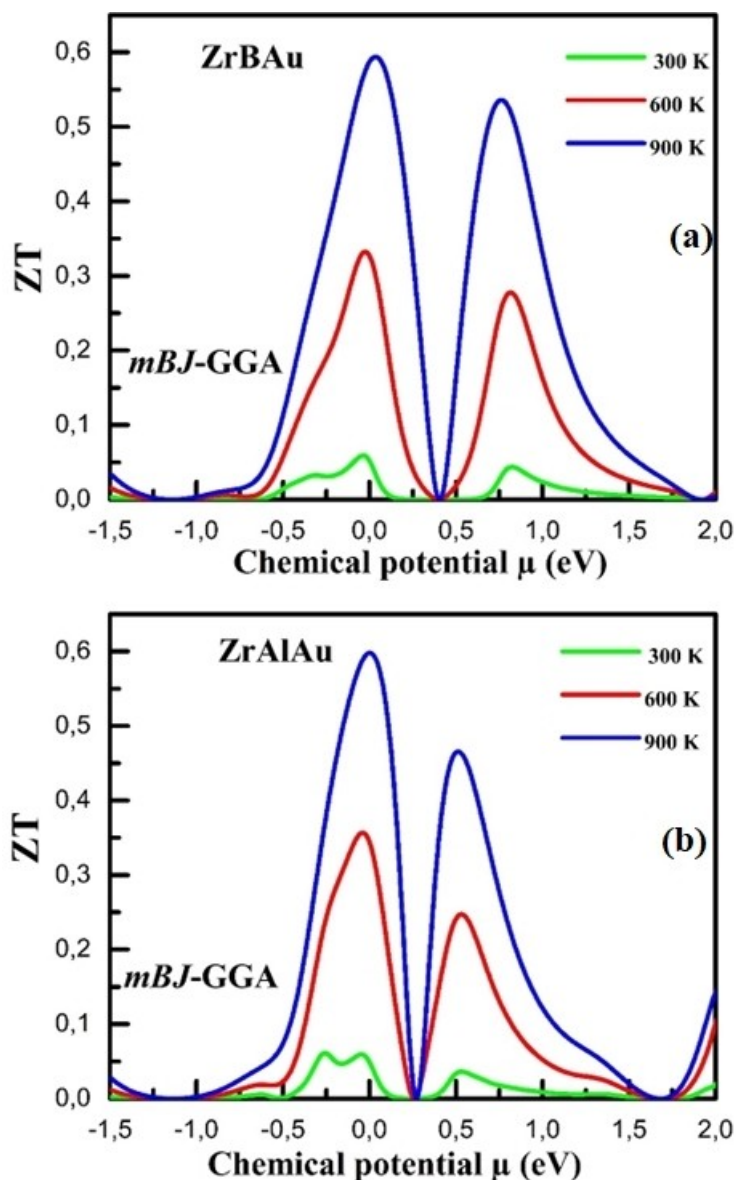 0,6
ZrBAu
300 K
600 K
0,5
900 K
0,4
(a)
ZT
0,3
0,2
mBJ-GGA
0,1
0,0
-1,5 -1,0 -0,5 0,0 0,5 1,0 1,5 2,0
Chemical potential µ (eV)
0,6
ZrAlAu
300 K
600 K
0,5
900 K
0,4
(b)
ZT
0,3
0,2
mBJ-GGA
0,1
0,0
-1,5 -1,0 -0,5 0,0 0,5 1,0 1,5 2,0
Chemical potential µ (eV)